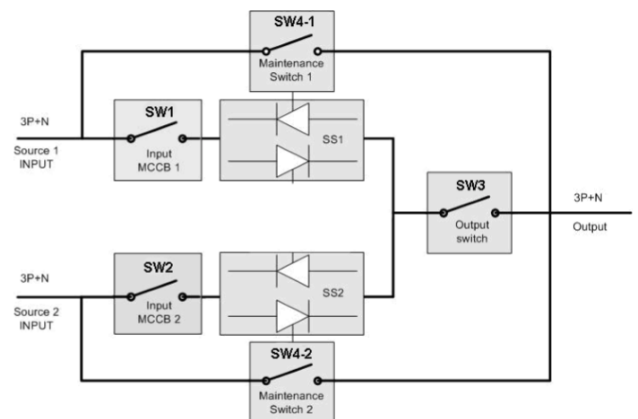 SW4-1
Maintenance
Switch 1
3P+N
Source 1
INPUT
SW1
Input
MCCB 1
SS1
SW3
Output
switch
3P+N
Output
3P+N
Source 2
INPUT
SW2
Input
MCCB 2
SS2
SW4-2
Maintenance
Switch 2